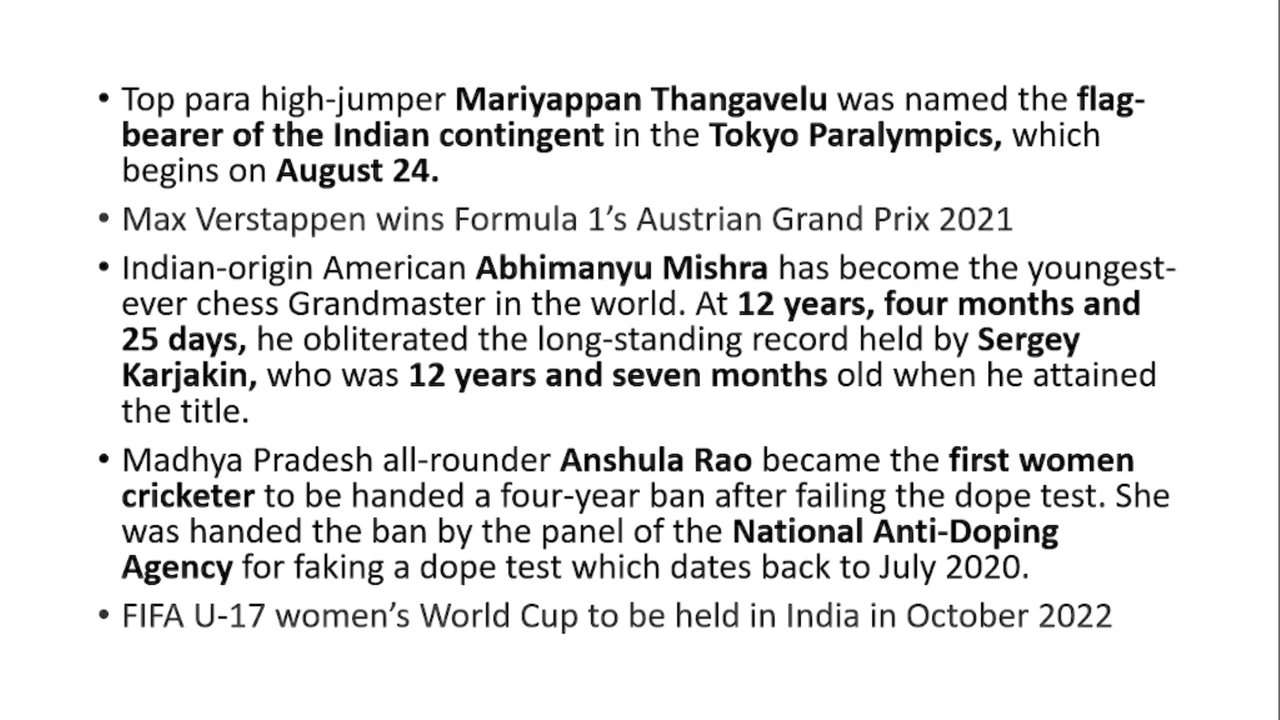 • Top para high-jumper Mariyappan Thangavelu was named the flag-
bearer of the Indian contingent in the Tokyo Paralympics, which
begins on August 24.
• Max Verstappen wins Formula 1’s Austrian Grand Prix 2021
• Indian-origin American Abhimanyu Mishra has become the youngest-
ever chess Grandmaster in the world. At 12 years, four months and
25 days, he obliterated the long-standing record held by Sergey
Karjakin, who was 12 years and seven months old when he attained
the title.
• Madhya Pradesh all-rounder Anshula Rao became the first women
cricketer to be handed a four-year ban after failing the dope test. She
was handed the ban by the panel of the National Anti-Doping
Agency for faking a dope test which dates back to July 2020.
• FIFA U-17 women’s World Cup to be held in India in October 2022